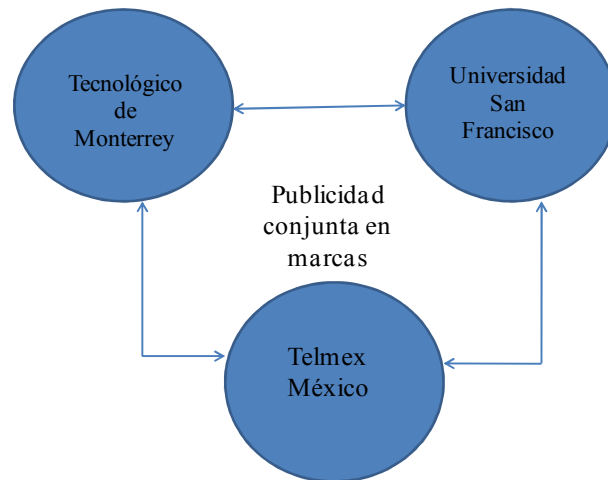 Tecnológico
de
Monterrey
Universidad
San
Francisco
Publicidad
conjunta en
marcas
Telmex
México